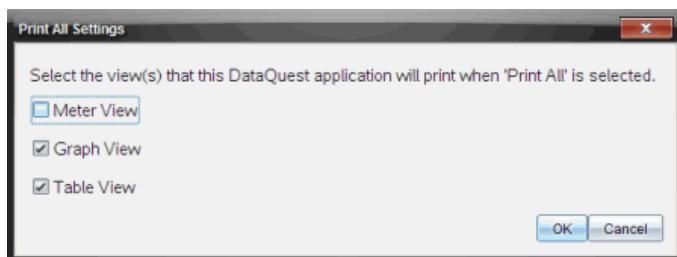 Print All Settings
Select the view(s) that this DataQuest application will print when 'Print All' is selected.
Meter View
Graph View
Table View
OK Cancel